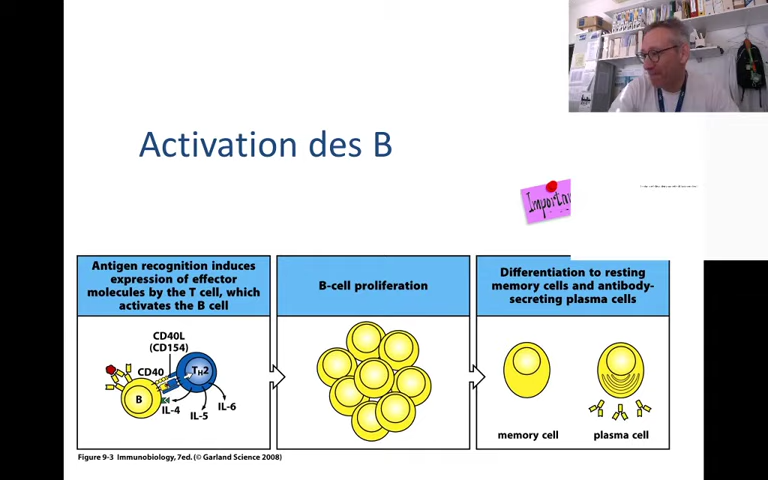 Activation des B
Antigen recognition induces
expression of effector
molecules by the T cell, which
activates the B cell
B-cell proliferation
Differentiation to resting
memory cells and antibody-
secreting plasma cells
CD40L
(CD154)
CD40
TH2
B
IL-4
IL-5
IL-6
memory cell
plasma cell
Figure 9-3 Immunobiology, 7ed. (© Garland Science 2008)